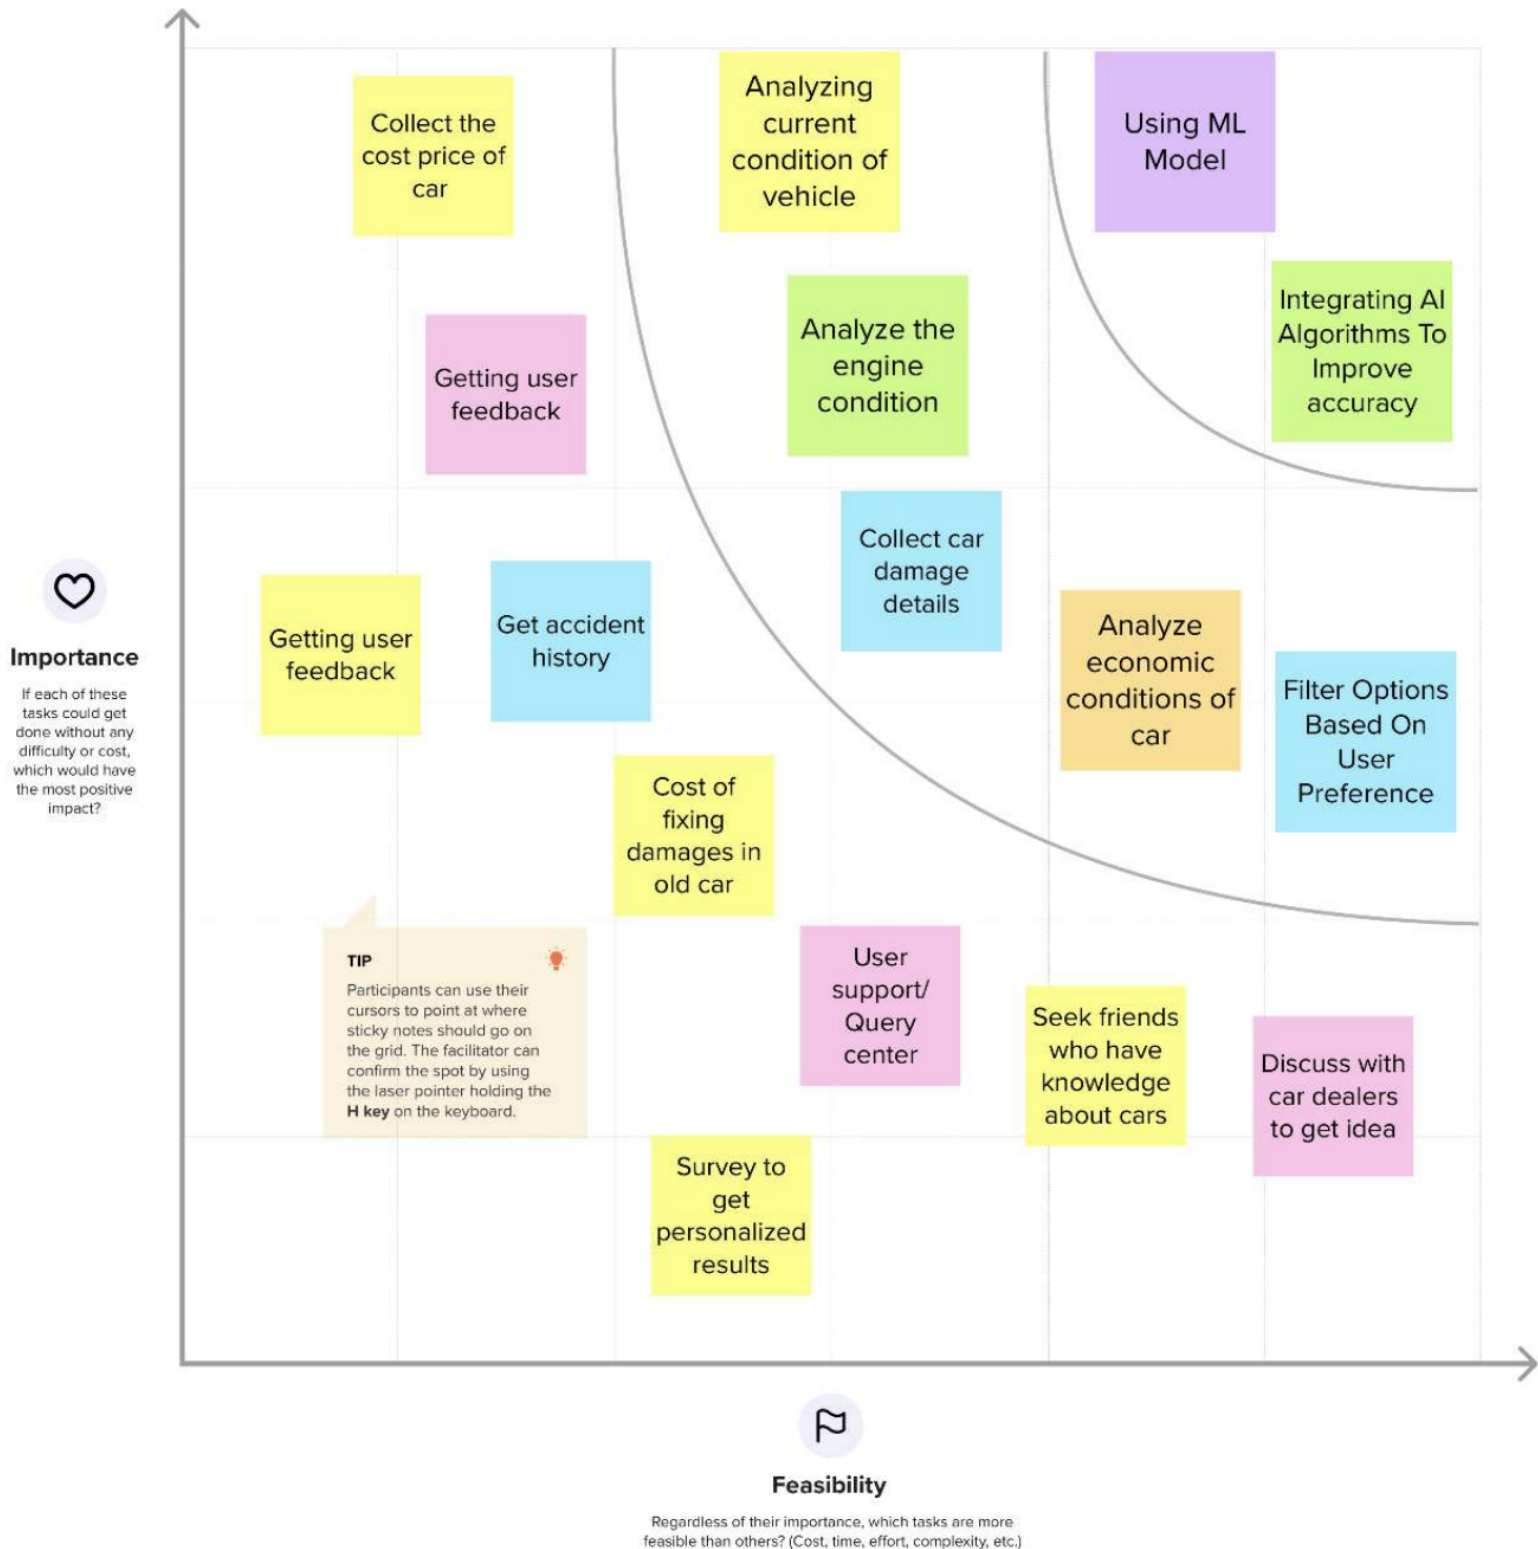 Collect the
cost price of
car
Analyzing
current
condition of
vehicle
Using ML
Model
Integrating AI
Algorithms To
Improve
accuracy
Getting user
feedback
Analyze the
engine
condition
Collect car
damage
details
Getting user
feedback
Get accident
history
Analyze
economic
conditions of
car
Filter Options
Based On
User
Preference
Importance
If each of these
tasks could get
done without any
difficulty or cost,
which would have
the most positive
impact?
Cost of
fixing
damages in
old car
TIP
Participants can use their
cursors to point at where
sticky notes should go on
the grid. The facilitator can
confirm the spot by using
the laser pointer holding the
H key on the keyboard.
User
support/
Query
center
Seek friends
who have
knowledge
about cars
Discuss with
car dealers
to get idea
Survey to
get
personalized
results
Feasibility
Regardless of their importance, which tasks are more
feasible than others? (Cost, time, effort, complexity, etc.)